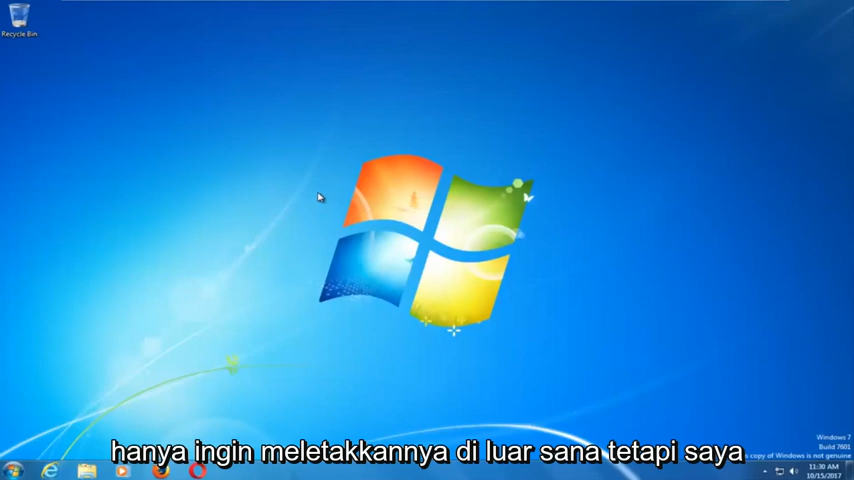 Recycle Bin
hanya ingin meletakkannya di luar sana tetapi saya
Windows 7
Build 7601
s copy of Windows is not genuine
11:30 AM
10/15/2017